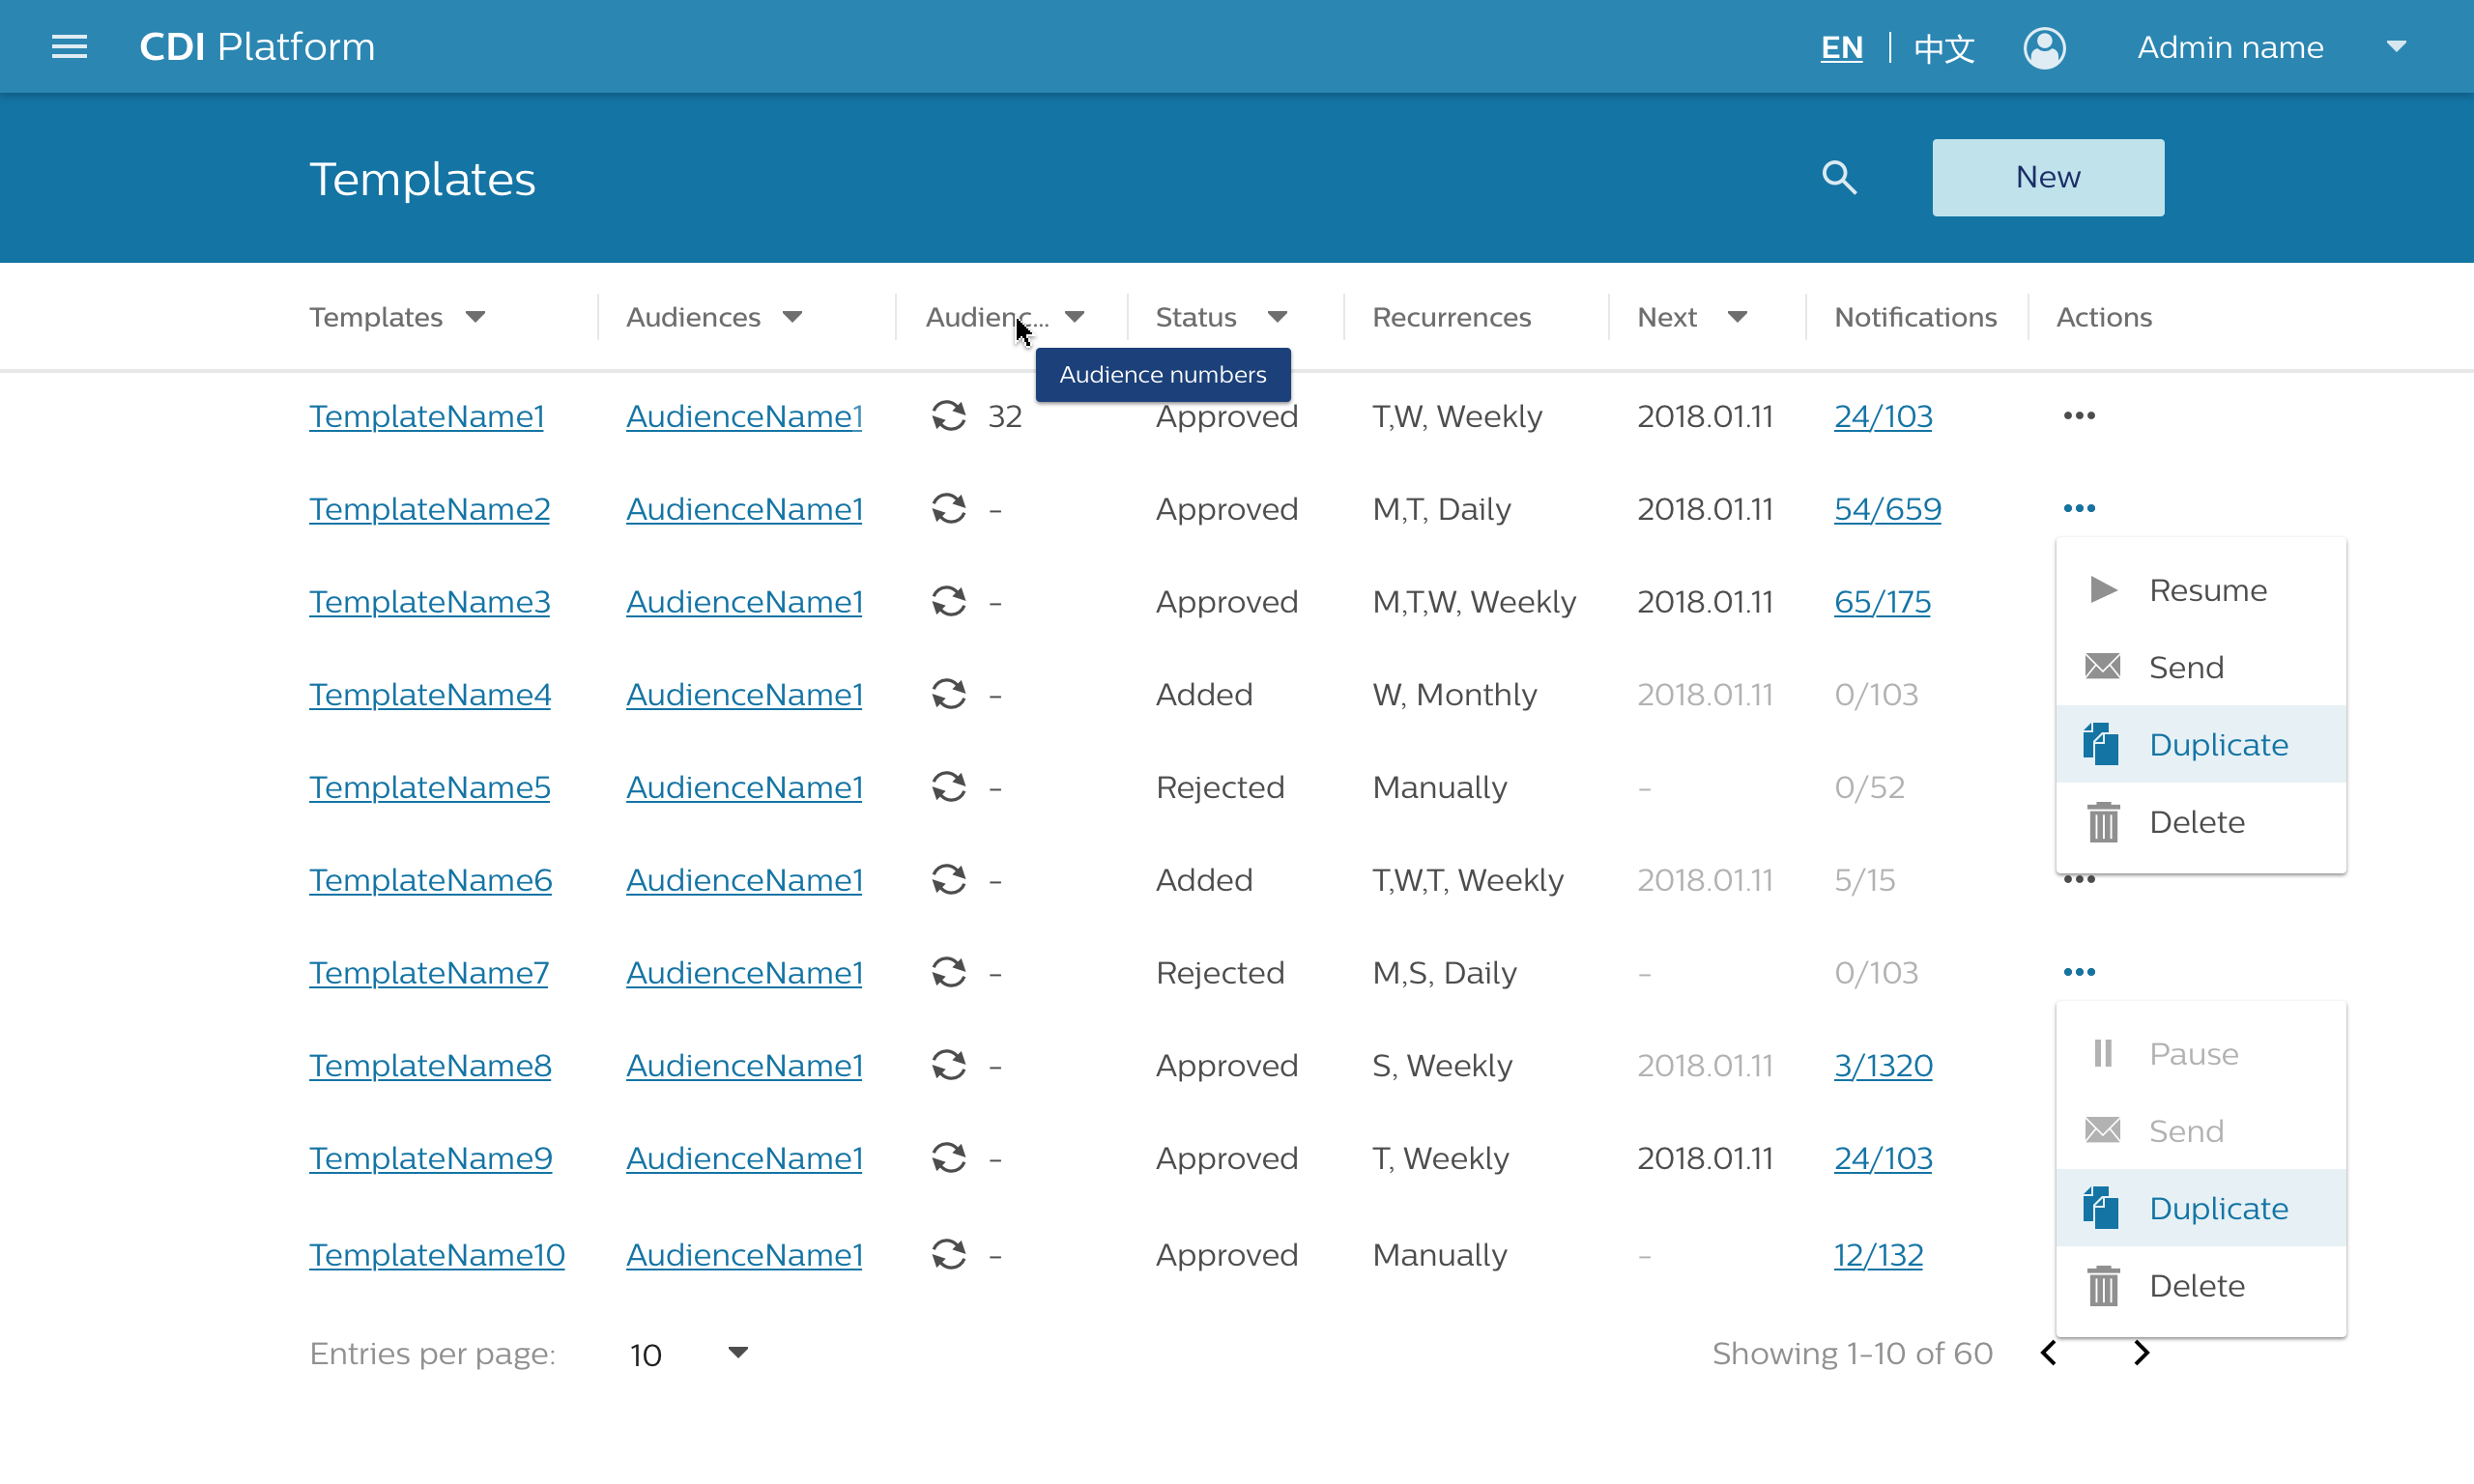 CDI Platform EN | 中文 Admin name
Templates New
Templates Audiences Audienc... Status Recurrences Next Notifications Actions
Audience numbers
TemplateName1 AudienceName1 32 Approved T,W, Weekly 2018.01.11 24/103 •••
TemplateName2 AudienceName1 - Approved M,T, Daily 2018.01.11 54/659 •••
Resume
TemplateName3 AudienceName1 - Approved M,T,W, Weekly 2018.01.11 65/175
Send
TemplateName4 AudienceName1 - Added W, Monthly 2018.01.11 0/103
Duplicate
TemplateName5 AudienceName1 - Rejected Manually - 0/52
Delete
TemplateName6 AudienceName1 - Added T,W,T, Weekly 2018.01.11 5/15 •••
TemplateName7 AudienceName1 - Rejected M,S, Daily - 0/103 •••
Pause
TemplateName8 AudienceName1 - Approved S, Weekly 2018.01.11 3/1320
Send
TemplateName9 AudienceName1 - Approved T, Weekly 2018.01.11 24/103
Duplicate
TemplateName10 AudienceName1 - Approved Manually - 12/132
Delete
Entries per page: 10 Showing 1-10 of 60